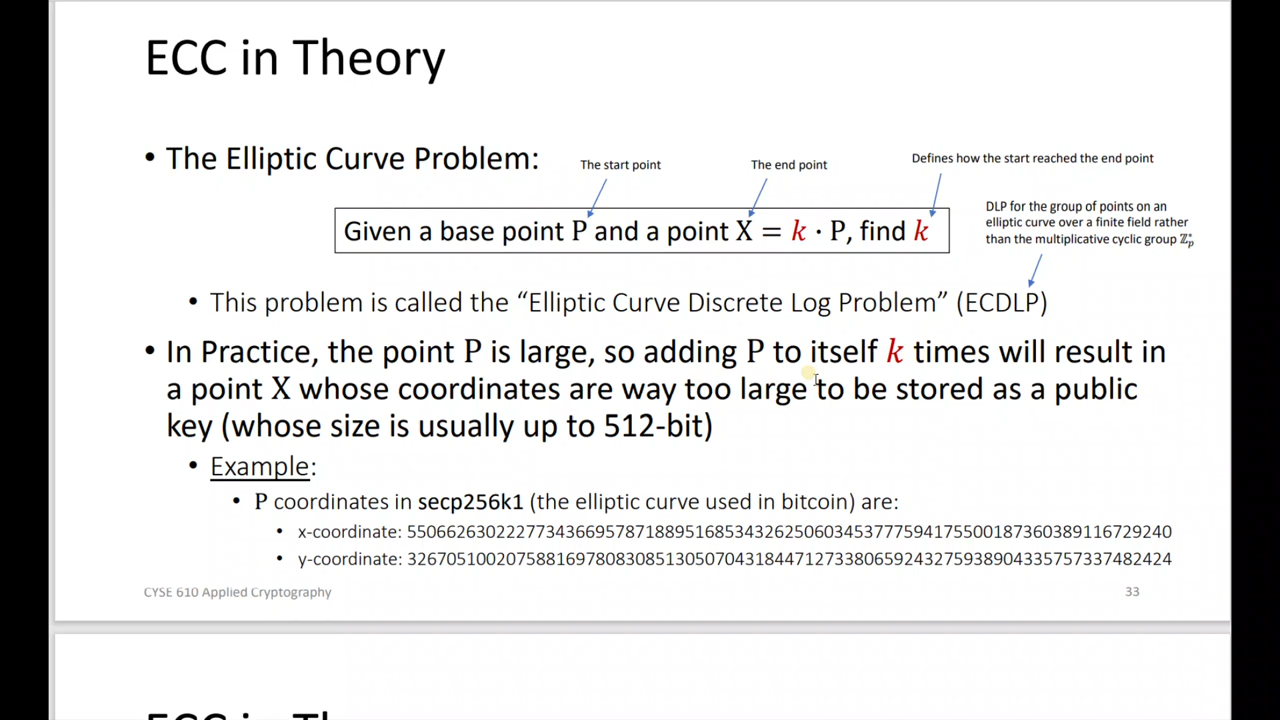 ECC in Theory
• The Elliptic Curve Problem:
The start point
The end point
Defines how the start reached the end point
Given a base point P and a point X = k · P, find k
DLP for the group of points on an
elliptic curve over a finite field rather
than the multiplicative cyclic group ℤ*p
• This problem is called the “Elliptic Curve Discrete Log Problem” (ECDLP)
• In Practice, the point P is large, so adding P to itself k times will result in
a point X whose coordinates are way too large to be stored as a public
key (whose size is usually up to 512-bit)
• Example:
• P coordinates in secp256k1 (the elliptic curve used in bitcoin) are:
• x-coordinate: 55066263022277343669578718895168534326250603453777594175500187360389116729240
• y-coordinate: 32670510020758816978083085130507043184471273380659243275938904335757337482424
CYSE 610 Applied Cryptography
33